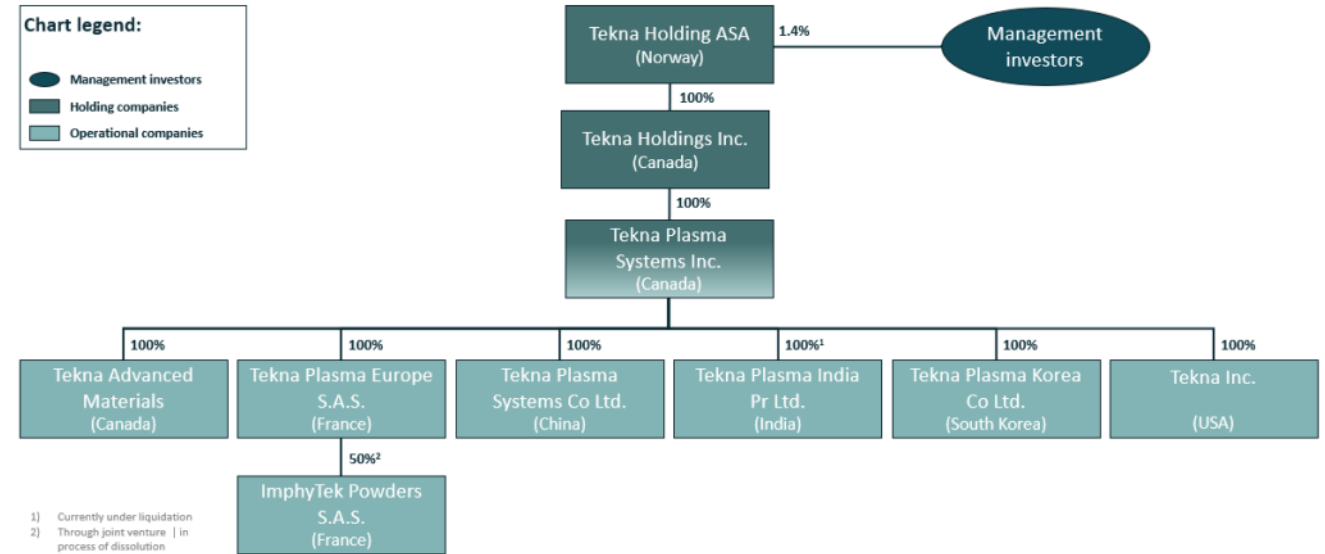 Chart legend:
Management investors
Holding companies
Operational companies
Tekna Holding ASA
(Norway)
1.4%
Management
investors
100%
Tekna Holdings Inc.
(Canada)
100%
Tekna Plasma
Systems Inc.
(Canada)
100%
100%
100%
100%¹
100%
100%
Tekna Advanced
Materials
(Canada)
Tekna Plasma Europe
S.A.S.
(France)
Tekna Plasma
Systems Co Ltd.
(China)
Tekna Plasma India
Pr Ltd.
(India)
Tekna Plasma Korea
Co Ltd.
(South Korea)
Tekna Inc.
(USA)
50%²
ImphyTek Powders
S.A.S.
(France)
1) Currently under liquidation
2) Through joint venture | in
process of dissolution